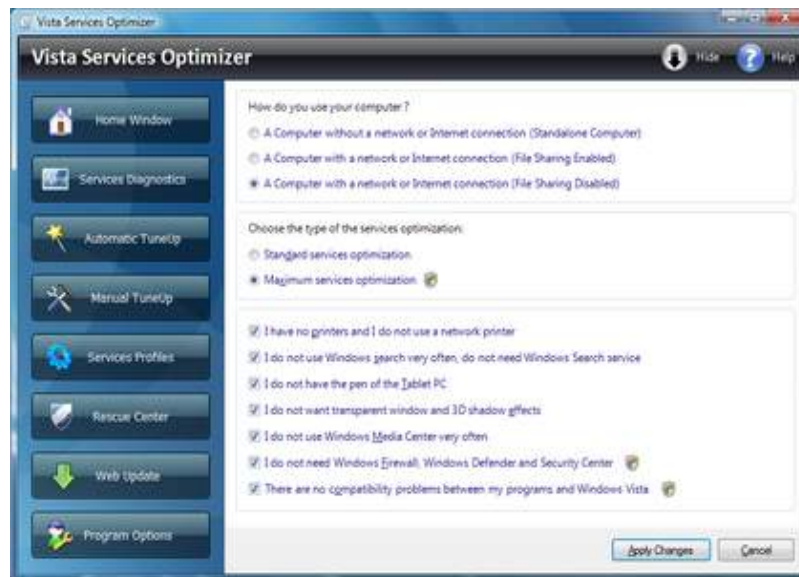 Vista Services Optimizer
Vista Services Optimizer
Hide
Help
Home Window
Services Diagnostics
Automatic TuneUp
Manual TuneUp
Services Profiles
Rescue Center
Web Update
Program Options
How do you use your computer ?
A Computer without a network or Internet connection (Standalone Computer)
A Computer with a network or Internet connection (File Sharing Enabled)
A Computer with a network or Internet connection (File Sharing Disabled)
Choose the type of the services optimization:
Standard services optimization
Maximum services optimization
I have no printers and I do not use a network printer
I do not use Windows search very often, do not need Windows Search service
I do not have the pen of the Tablet PC
I do not want transparent window and 3D shadow effects
I do not use Windows Media Center very often
I do not need Windows Firewall, Windows Defender and Security Center
There are no compatibility problems between my programs and Windows Vista
Apply Changes
Cancel